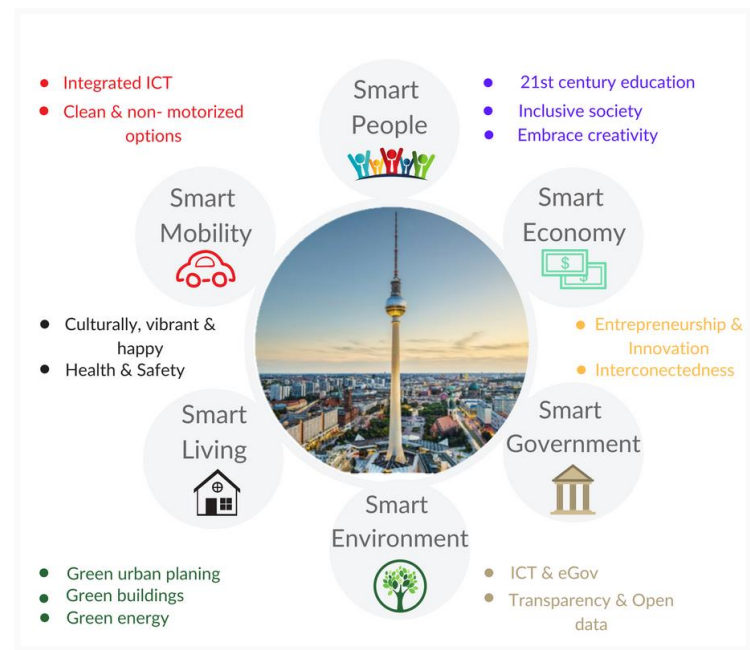 Smart
People
Integrated ICT
Clean & non- motorized
options
21st century education
Inclusive society
Embrace creativity
Smart
Mobility
Smart
Economy
Culturally, vibrant &
happy
Health & Safety
Entrepreneurship &
Innovation
Interconectedness
Smart
Living
Smart
Government
Smart
Environment
Green urban planing
Green buildings
Green energy
ICT & eGov
Transparency & Open
data